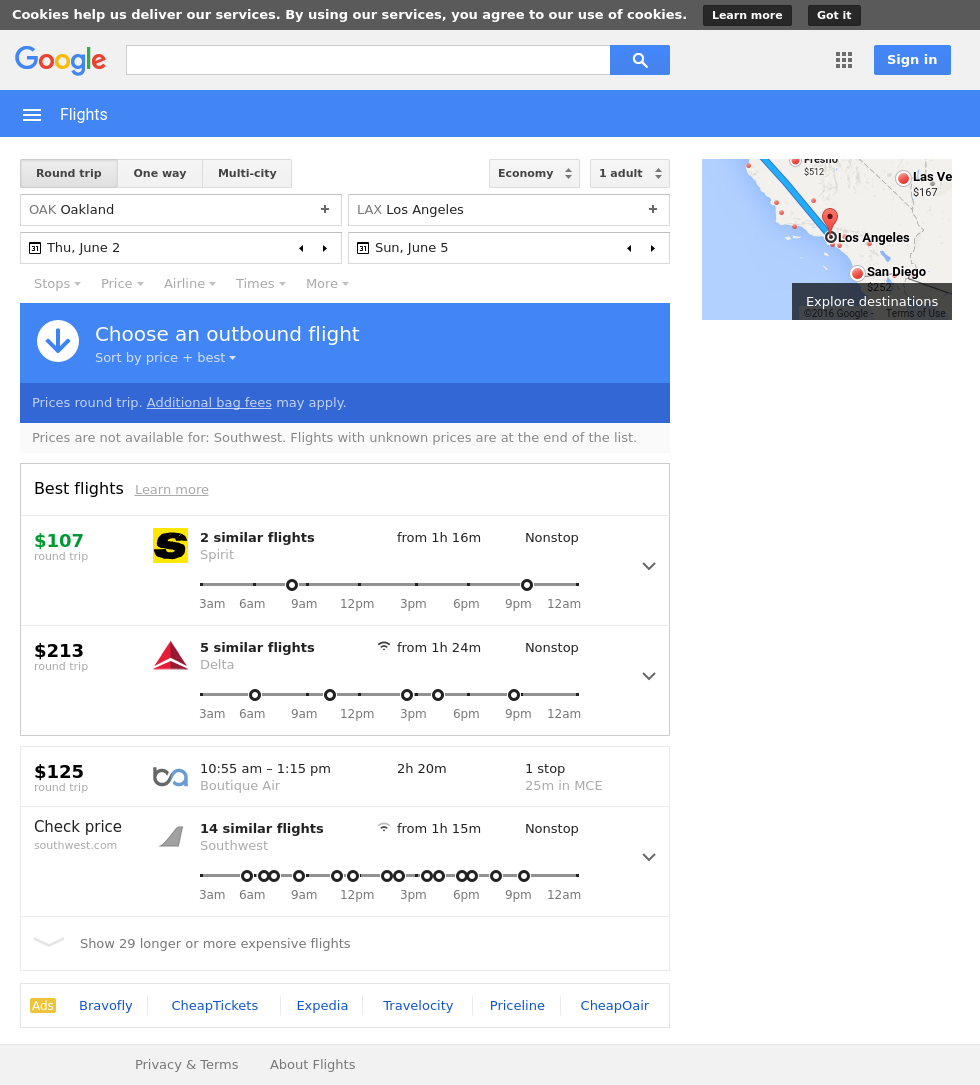 Cookies help us deliver our services. By using our services, you agree to our use of cookies. Learn more Got it
Google Sign in
Flights
Round trip One way Multi-city Economy 1 adult
OAK Oakland + LAX Los Angeles +
31 Thu, June 2 31 Sun, June 5
Stops Price Airline Times More
Fresno
$512
Las Ve
$167
Los Angeles
San Diego
$252
Explore destinations
©2016 Google - Terms of Use
Choose an outbound flight
Sort by price + best
Prices round trip. Additional bag fees may apply.
Prices are not available for: Southwest. Flights with unknown prices are at the end of the list.
Best flights Learn more
$107 2 similar flights from 1h 16m Nonstop
round trip Spirit
3am 6am 9am 12pm 3pm 6pm 9pm 12am
$213 5 similar flights from 1h 24m Nonstop
round trip Delta
3am 6am 9am 12pm 3pm 6pm 9pm 12am
$125 10:55 am – 1:15 pm 2h 20m 1 stop
round trip Boutique Air 25m in MCE
Check price 14 similar flights from 1h 15m Nonstop
southwest.com Southwest
3am 6am 9am 12pm 3pm 6pm 9pm 12am
Show 29 longer or more expensive flights
Ads Bravofly CheapTickets Expedia Travelocity Priceline CheapOair
Privacy & Terms About Flights